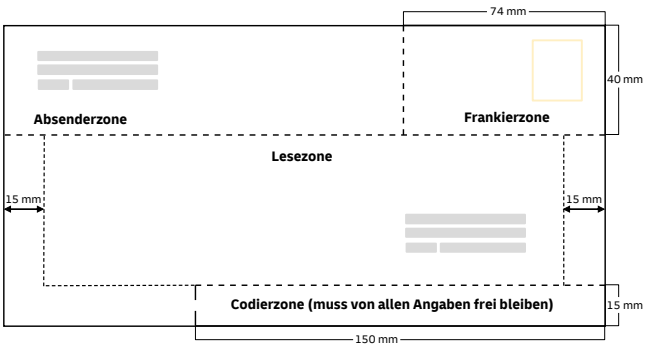 74 mm
40 mm
Absenderzone
Frankierzone
Lesezone
15 mm
15 mm
Codierzone (muss von allen Angaben frei bleiben)
15 mm
150 mm